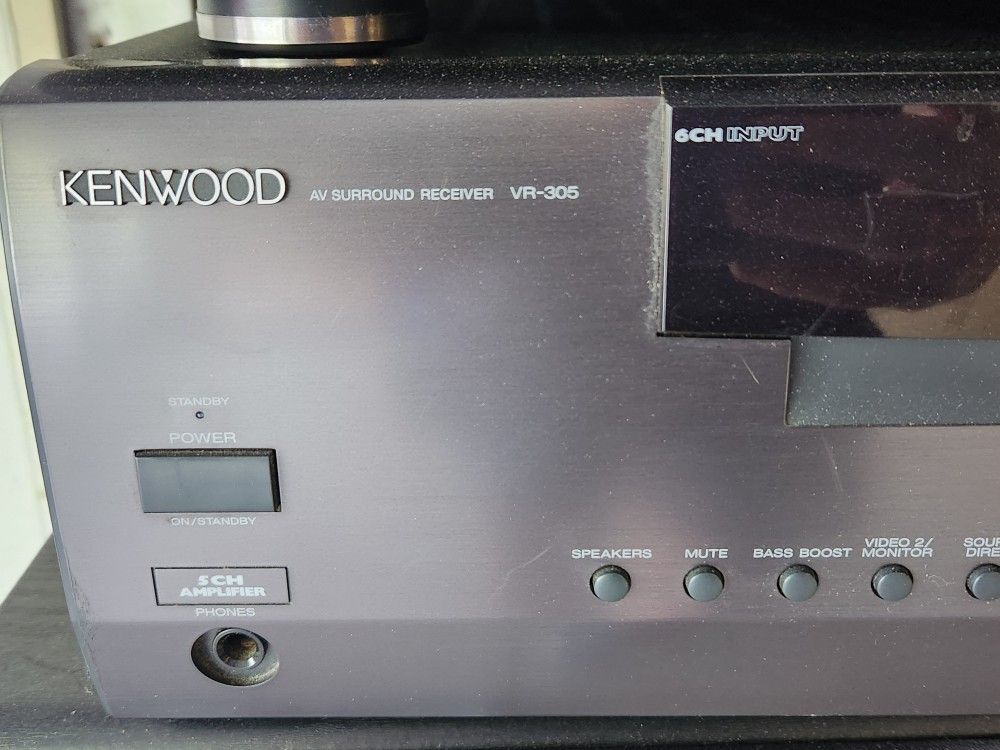 6CH INPUT
KENWOOD AV SURROUND RECEIVER VR-305
STANDBY
POWER
ON/STANDBY
SPEAKERS MUTE BASS BOOST VIDEO 2/
MONITOR
5CH
AMPLIFIER
PHONES